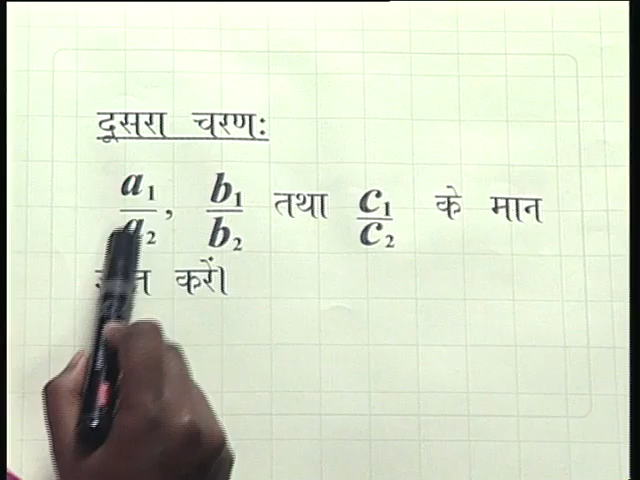 दूसरा चरण:
a₁/a₂, b₁/b₂ तथा c₁/c₂ के मान
करें।